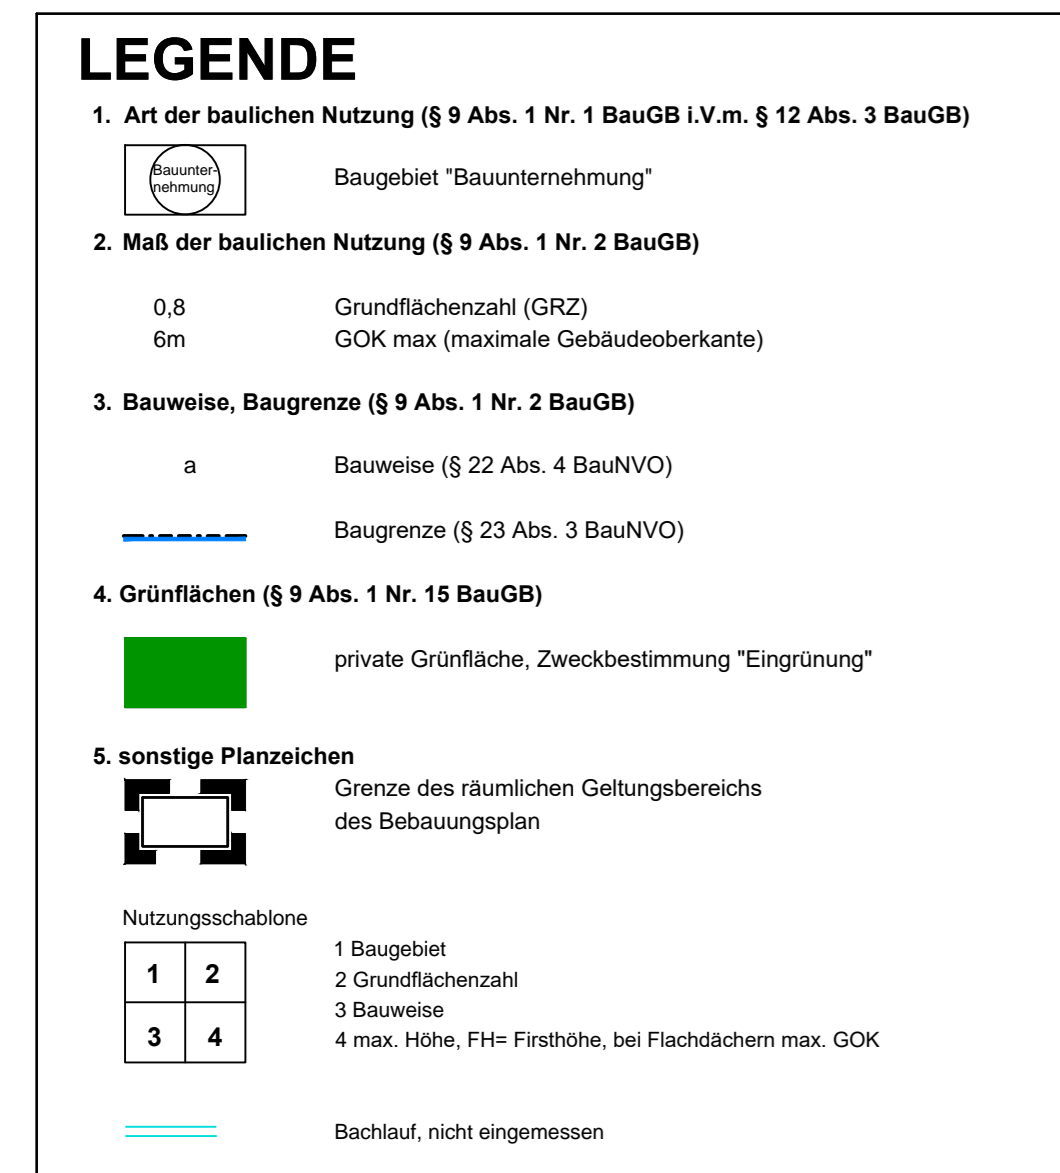 LEGENDE
1. Art der baulichen Nutzung (§ 9 Abs. 1 Nr. 1 BauGB i.V.m. § 12 Abs. 3 BauGB)
Bauunter-
nehmung
Baugebiet "Bauunternehmung"
2. Maß der baulichen Nutzung (§ 9 Abs. 1 Nr. 2 BauGB)
0,8 Grundflächenzahl (GRZ)
6m GOK max (maximale Gebäudeoberkante)
3. Bauweise, Baugrenze (§ 9 Abs. 1 Nr. 2 BauGB)
a Bauweise (§ 22 Abs. 4 BauNVO)
Baugrenze (§ 23 Abs. 3 BauNVO)
4. Grünflächen (§ 9 Abs. 1 Nr. 15 BauGB)
private Grünfläche, Zweckbestimmung "Eingrünung"
5. sonstige Planzeichen
Grenze des räumlichen Geltungsbereichs
des Bebauungsplan
Nutzungsschablone
1 2
3 4
1 Baugebiet
2 Grundflächenzahl
3 Bauweise
4 max. Höhe, FH= Firsthöhe, bei Flachdächern max. GOK
Bachlauf, nicht eingemessen